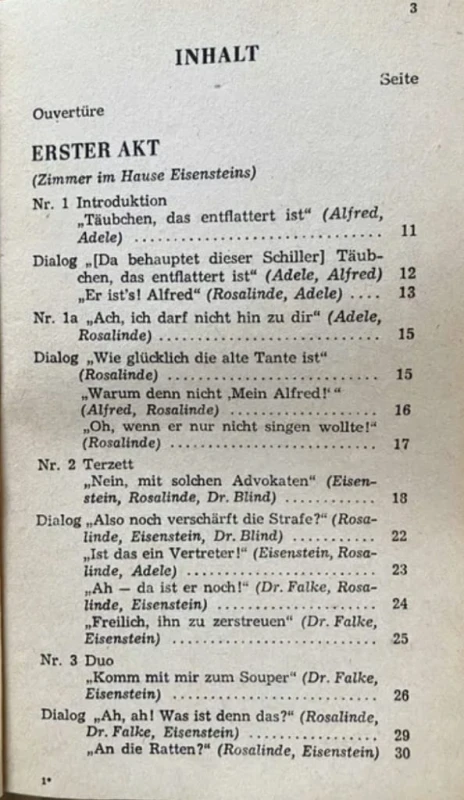 3
INHALT
Seite
Ouvertüre
ERSTER AKT
(Zimmer im Hause Eisensteins)
Nr. 1 Introduktion
„Täubchen, das entflattert ist“ (Alfred,
Adele) .............................. 11
Dialog „[Da behauptet dieser Schiller] Täub-
chen, das entflattert ist“ (Adele, Alfred) 12
„Er ist's! Alfred“ (Rosalinde, Adele) .... 13
Nr. 1a „Ach, ich darf nicht hin zu dir“ (Adele,
Rosalinde) .......................... 15
Dialog „Wie glücklich die alte Tante ist“
(Rosalinde) ......................... 15
„Warum denn nicht ‚Mein Alfred!‘“
(Alfred, Rosalinde) .................. 16
„Oh, wenn er nur nicht singen wollte!“
(Rosalinde) ......................... 17
Nr. 2 Terzett
„Nein, mit solchen Advokaten“ (Eisen-
stein, Rosalinde, Dr. Blind) ........... 18
Dialog „Also noch verschärft die Strafe?“ (Rosa-
linde, Eisenstein, Dr. Blind) ........... 22
„Ist das ein Vertreter!“ (Eisenstein, Rosa-
linde, Adele) ........................ 23
„Ah — da ist er noch!“ (Dr. Falke, Rosa-
linde, Eisenstein) .................... 24
„Freilich, ihn zu zerstreuen“ (Dr. Falke,
Eisenstein) ......................... 25
Nr. 3 Duo
„Komm mit mir zum Souper“ (Dr. Falke,
Eisenstein) ......................... 26
Dialog „Ah, ah! Was ist denn das?“ (Rosalinde,
Dr. Falke, Eisenstein) ................ 29
„An die Ratten?“ (Rosalinde, Eisenstein) 30
1*